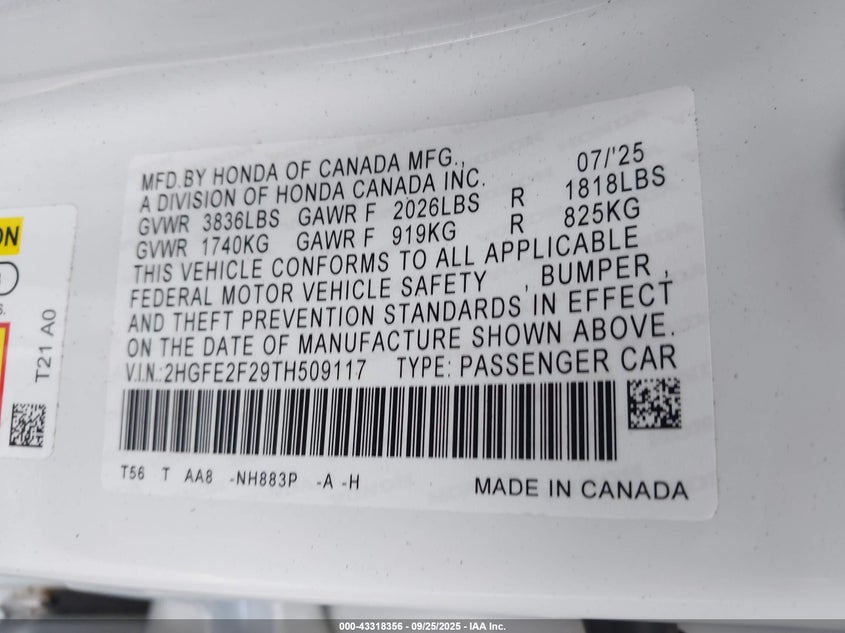 MFD.BY HONDA OF CANADA MFG., 07/'25
A DIVISION OF HONDA CANADA INC.
GVWR 3836LBS GAWR F 2026LBS R 1818LBS
GVWR 1740KG GAWR F 919KG R 825KG
THIS VEHICLE CONFORMS TO ALL APPLICABLE
FEDERAL MOTOR VEHICLE SAFETY , BUMPER ,
AND THEFT PREVENTION STANDARDS IN EFFECT
ON THE DATE OF MANUFACTURE SHOWN ABOVE.
V.I.N.:2HGFE2F29TH509117 TYPE: PASSENGER CAR
T56 T AA8 -NH883P -A -H
MADE IN CANADA
T21 A0
000-43318356 - 09/25/2025 - IAA Inc.